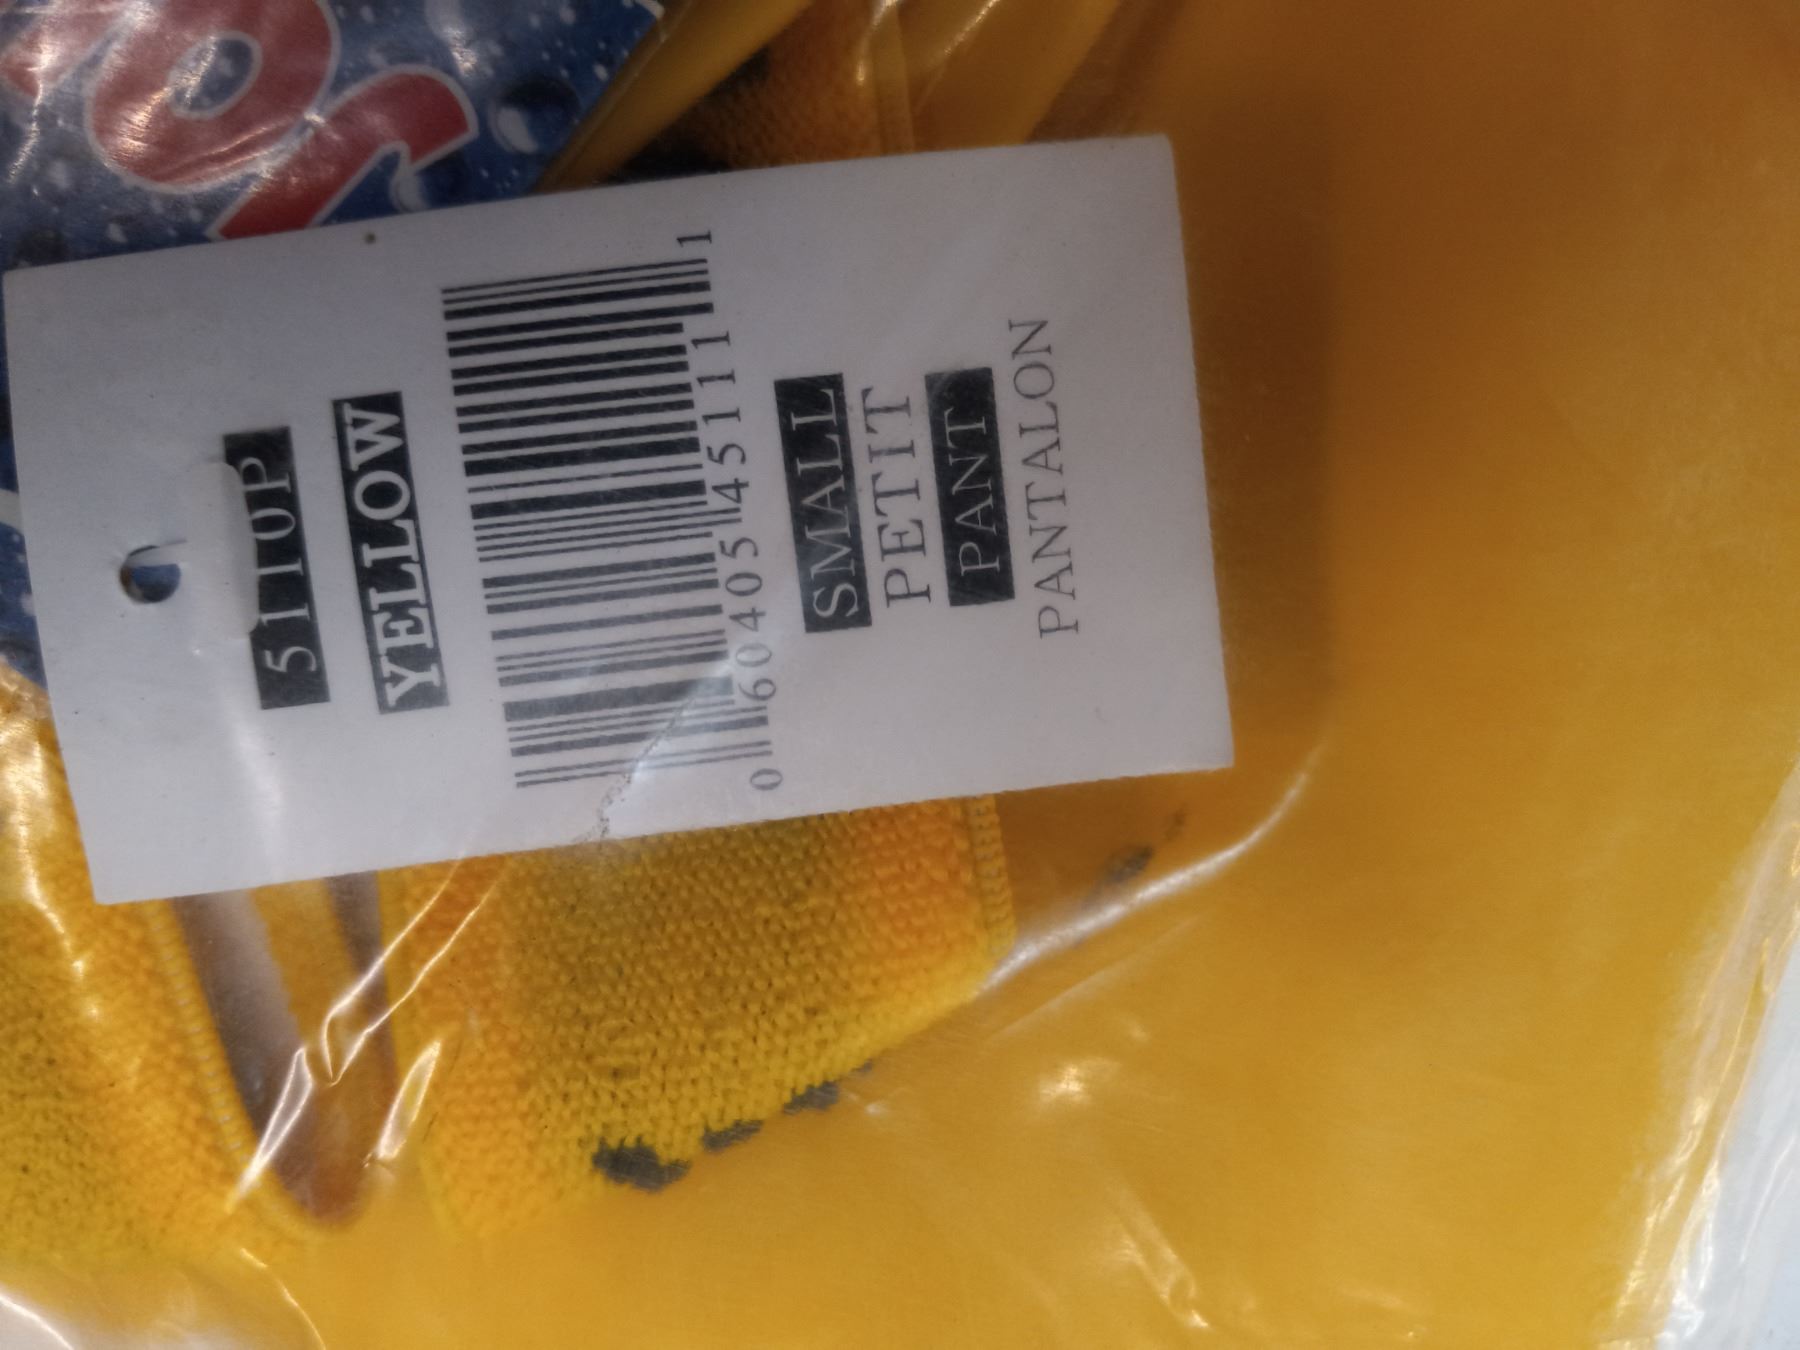 5110P
YELLOW
0 60405 45111 1
SMALL
PETIT
PANT
PANTALON